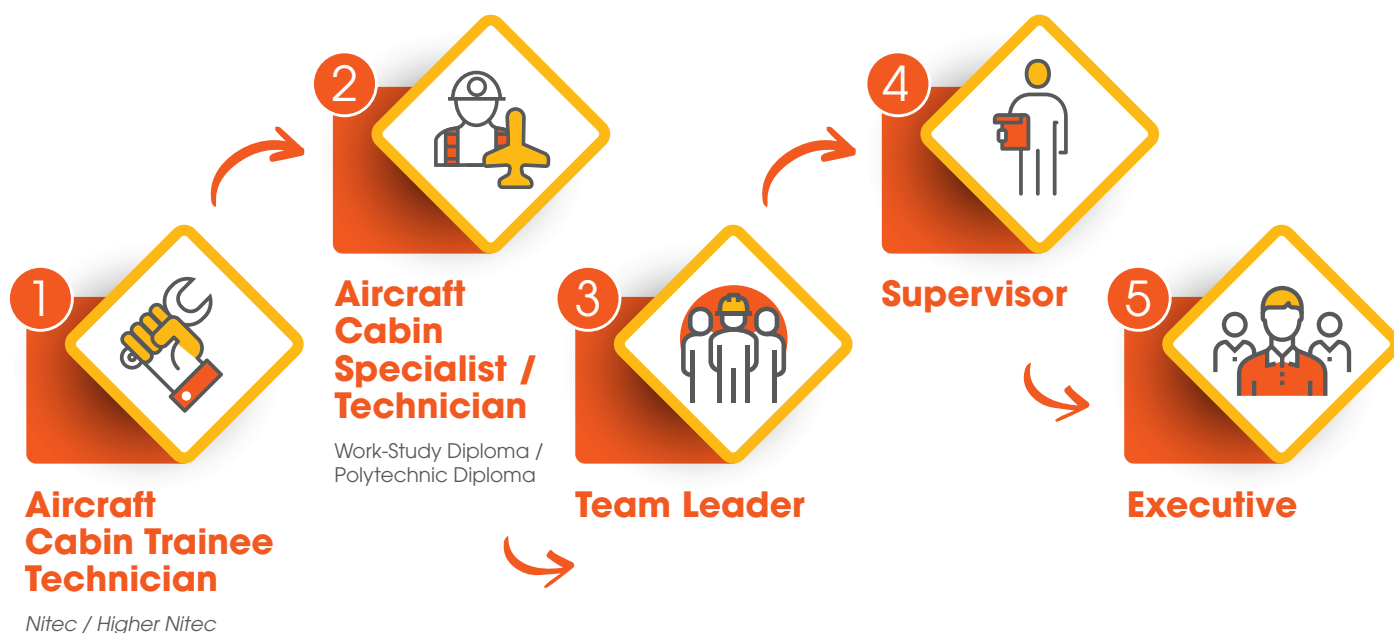 1
Aircraft
Cabin Trainee
Technician
Nitec / Higher Nitec
2
Aircraft
Cabin
Specialist /
Technician
Work-Study Diploma /
Polytechnic Diploma
3
Team Leader
4
Supervisor
5
Executive